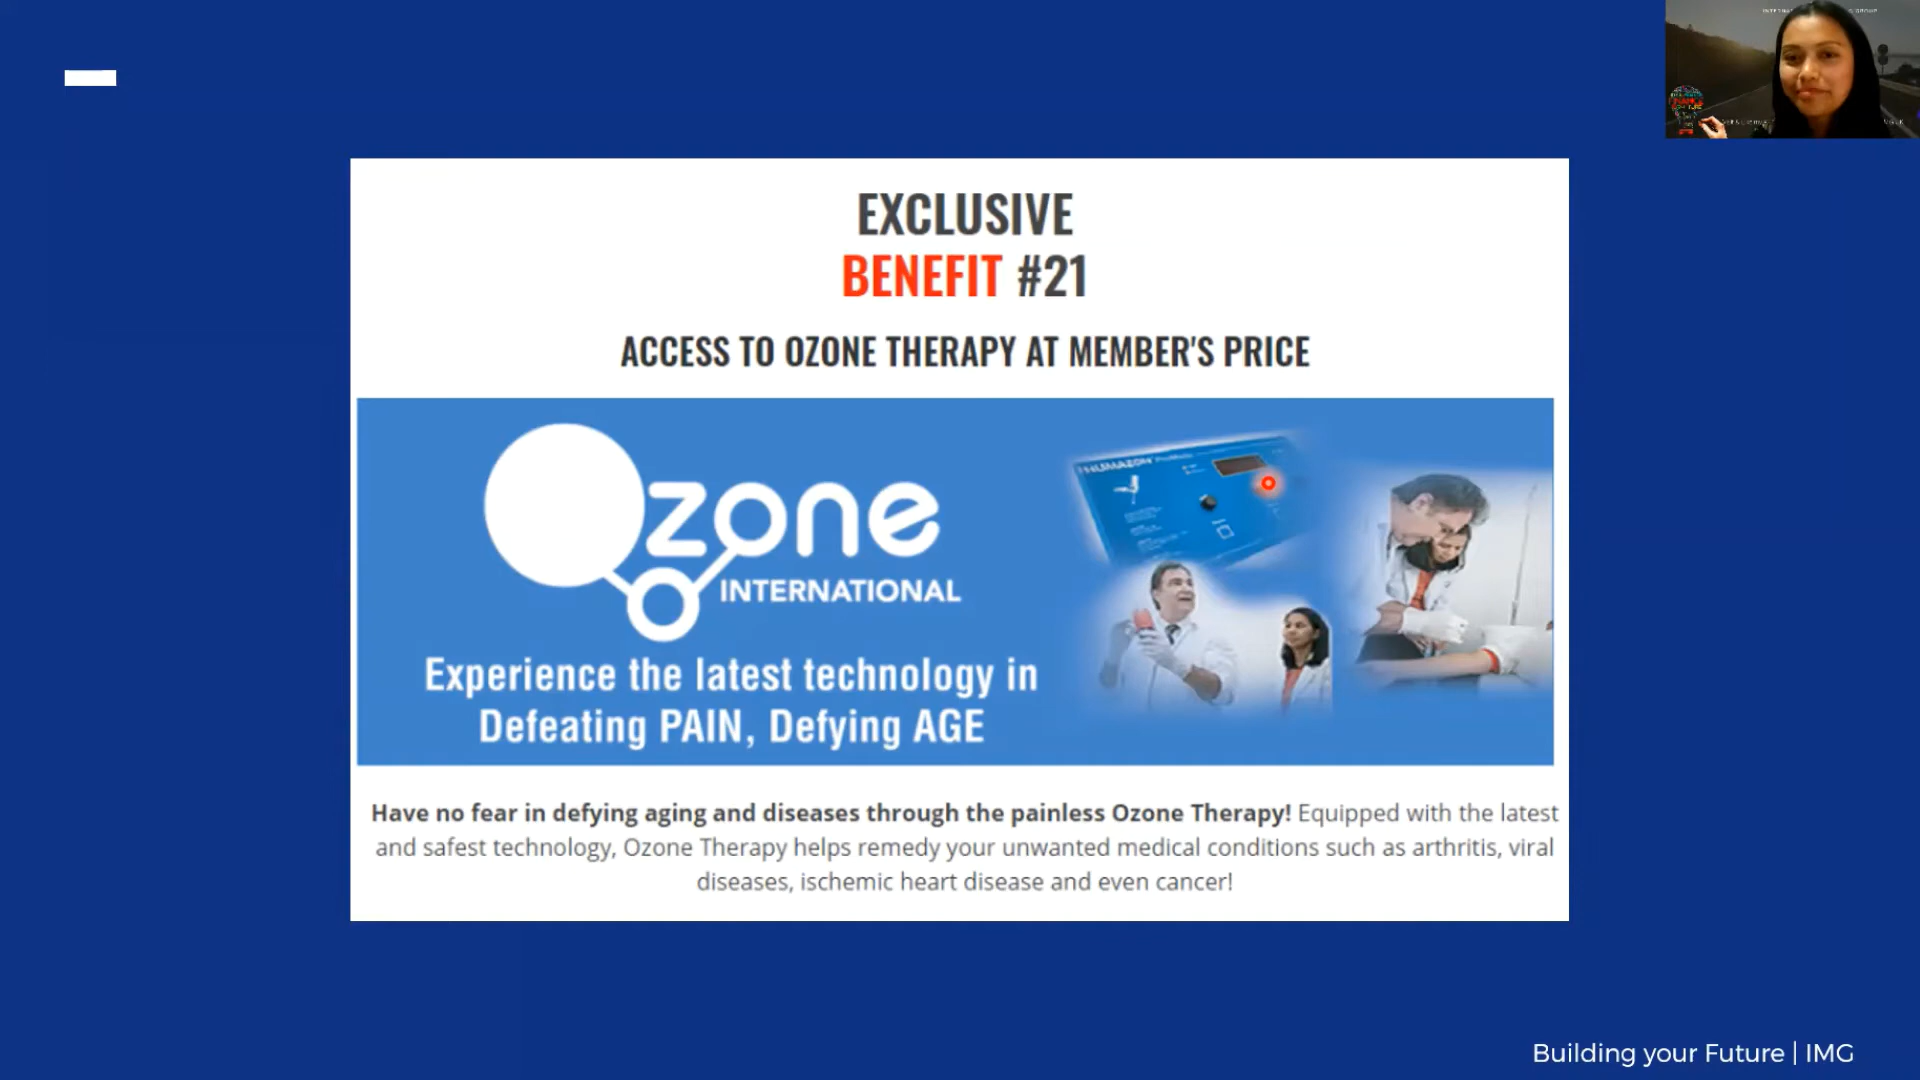 EXCLUSIVE
BENEFIT #21
ACCESS TO OZONE THERAPY AT MEMBER'S PRICE
Ozone
INTERNATIONAL
Experience the latest technology in
Defeating PAIN, Defying AGE
Have no fear in defying aging and diseases through the painless Ozone Therapy! Equipped with the latest
and safest technology, Ozone Therapy helps remedy your unwanted medical conditions such as arthritis, viral
diseases, ischemic heart disease and even cancer!
Building your Future | IMG